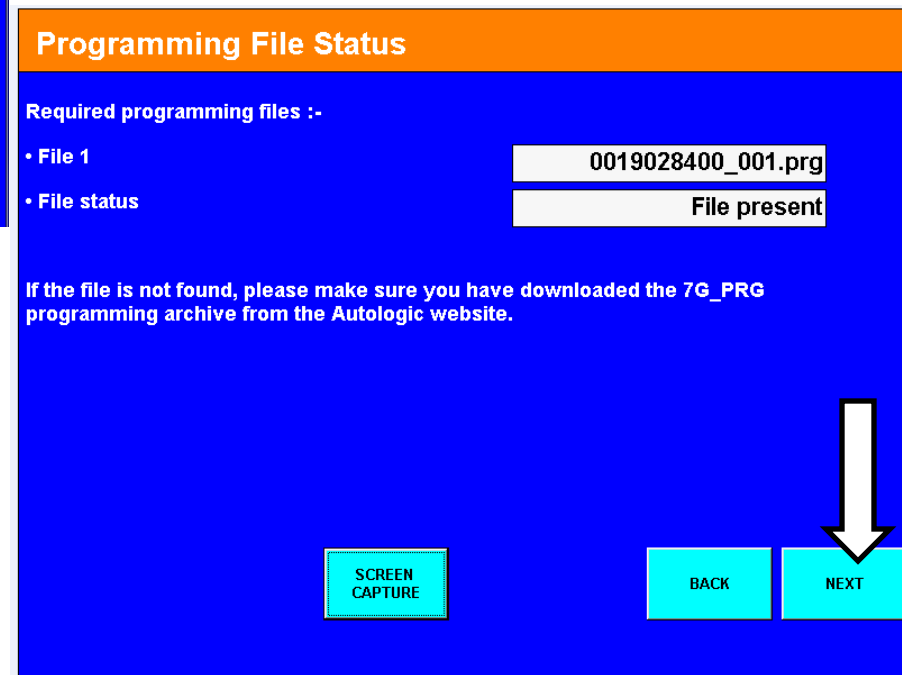 Programming File Status
Required programming files :-
• File 1
0019028400_001.prg
• File status
File present
If the file is not found, please make sure you have downloaded the 7G_PRG
programming archive from the Autologic website.
SCREEN
CAPTURE
BACK
NEXT